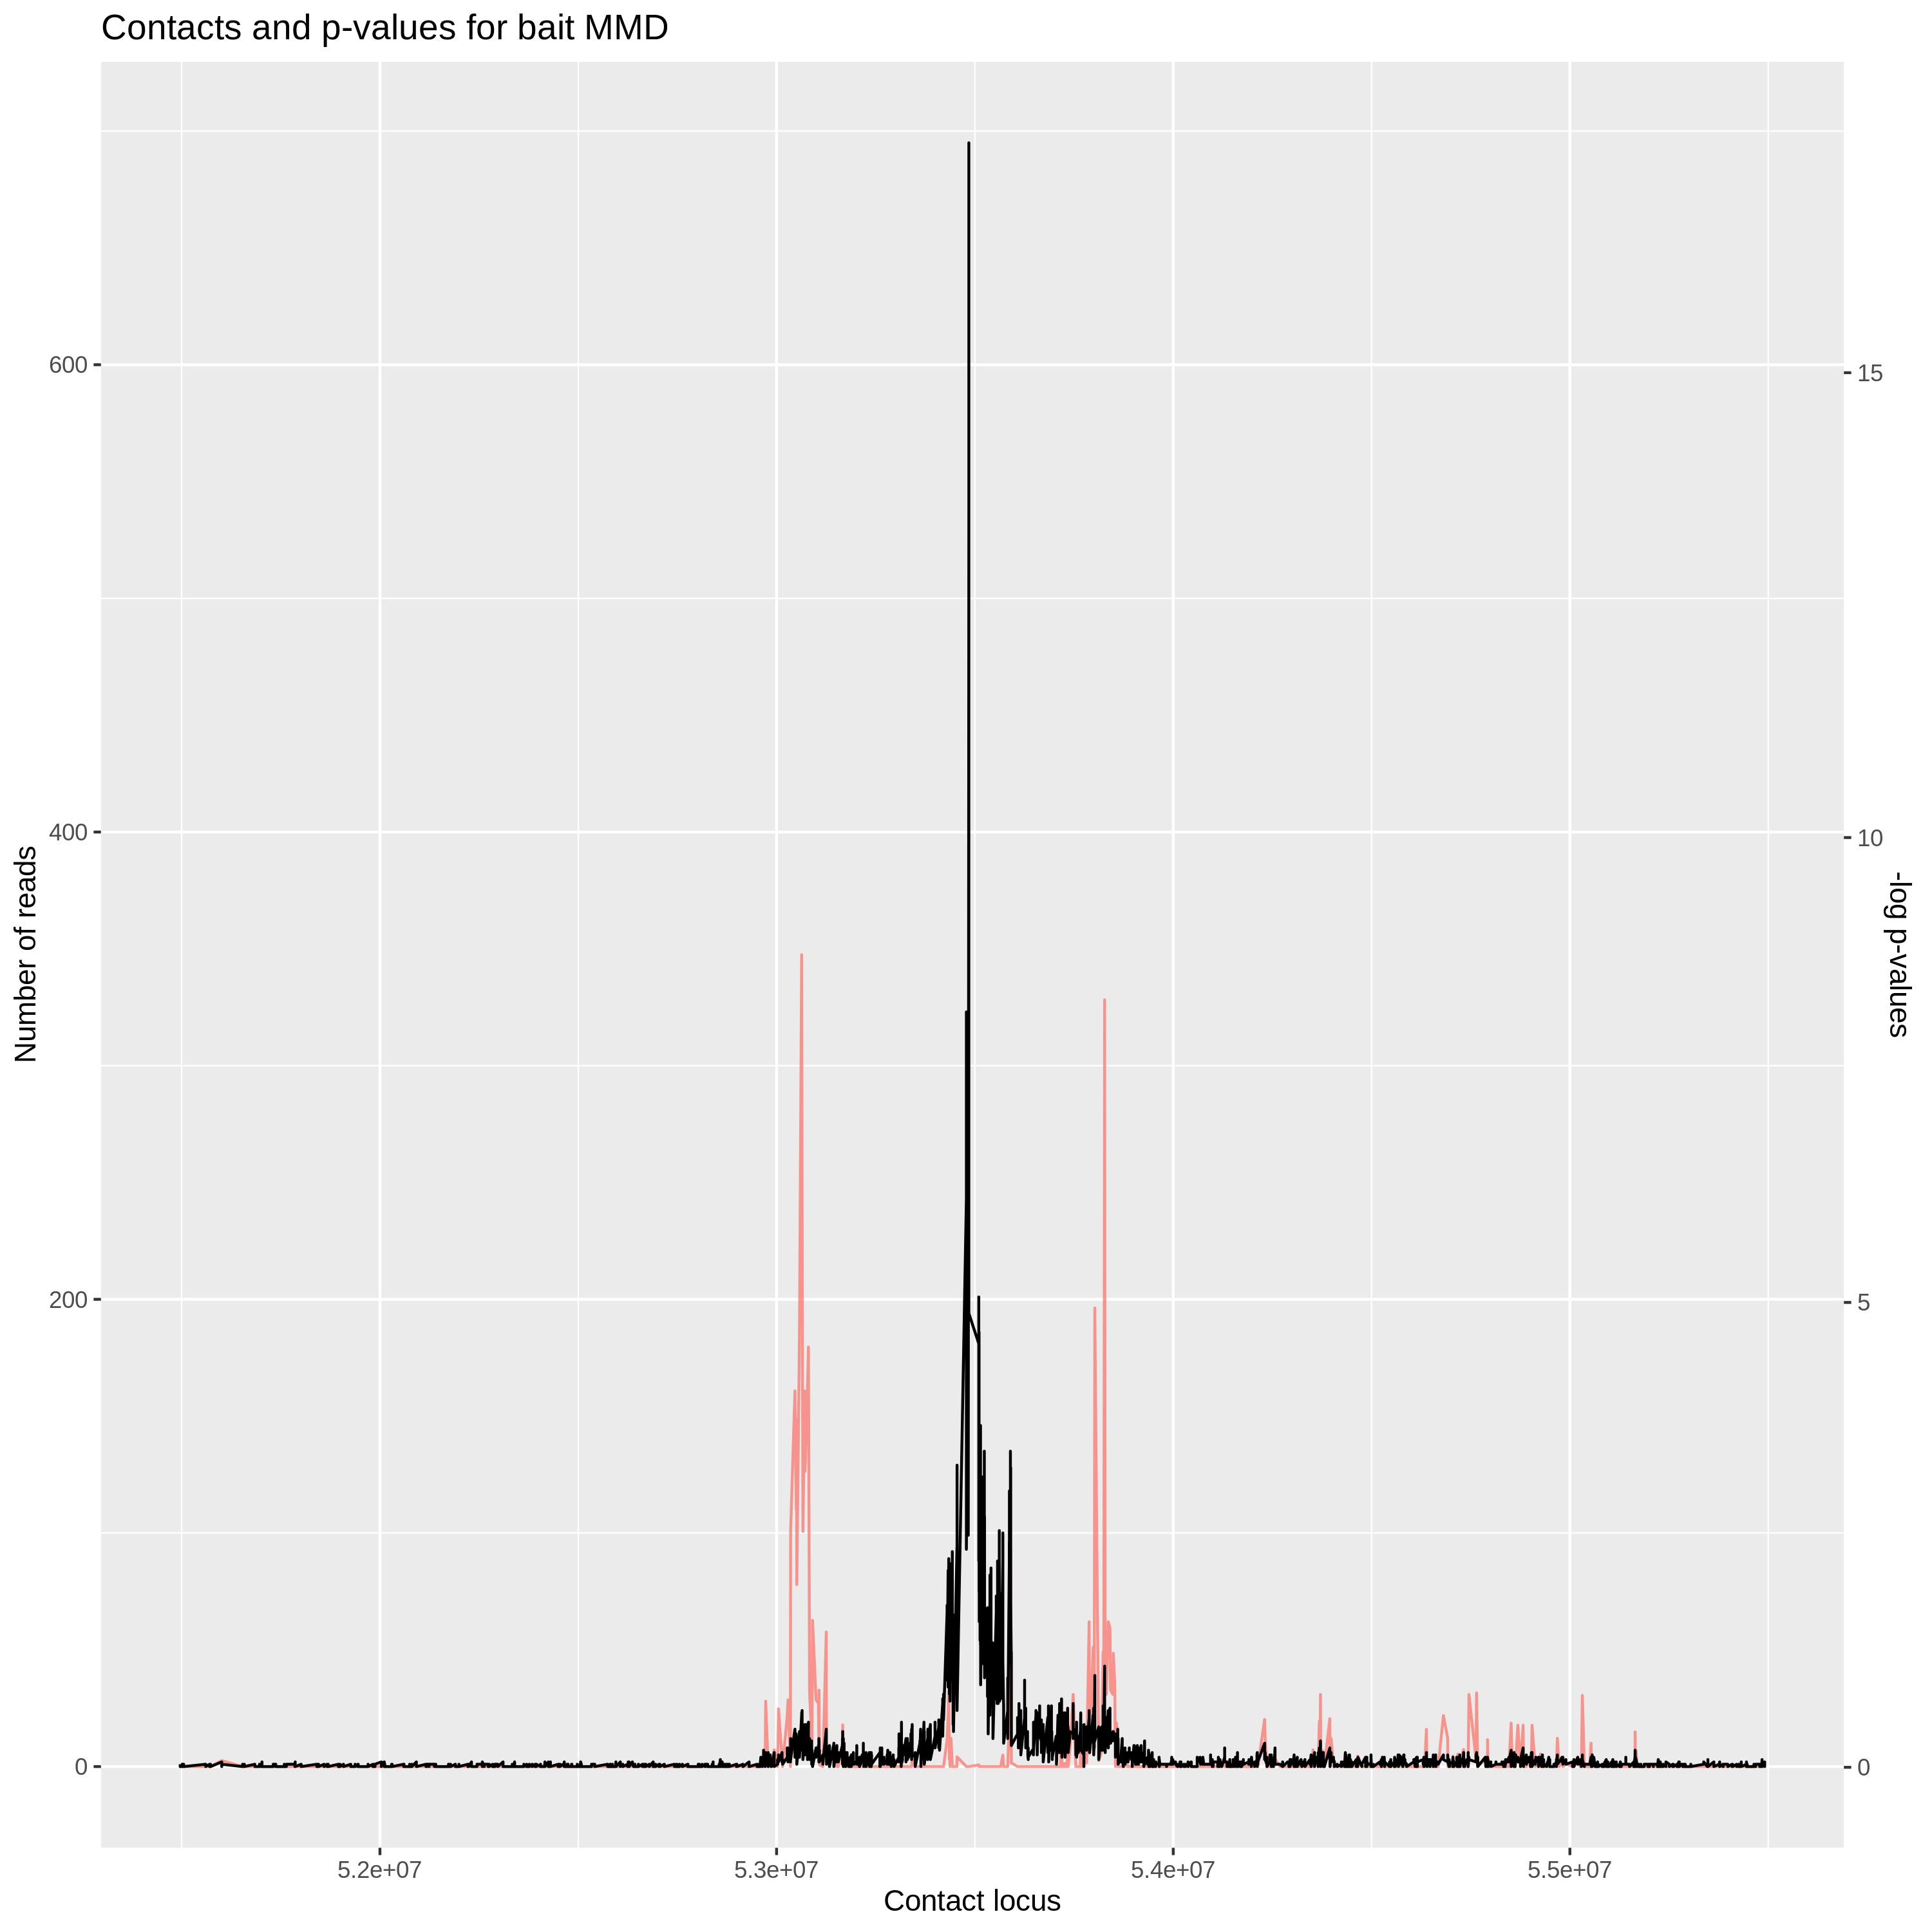 Contacts and p-values for bait MMD
600
400
200
0
Number of reads
15
10
5
0
-log p-values
5.2e+07
5.3e+07
5.4e+07
5.5e+07
Contact locus